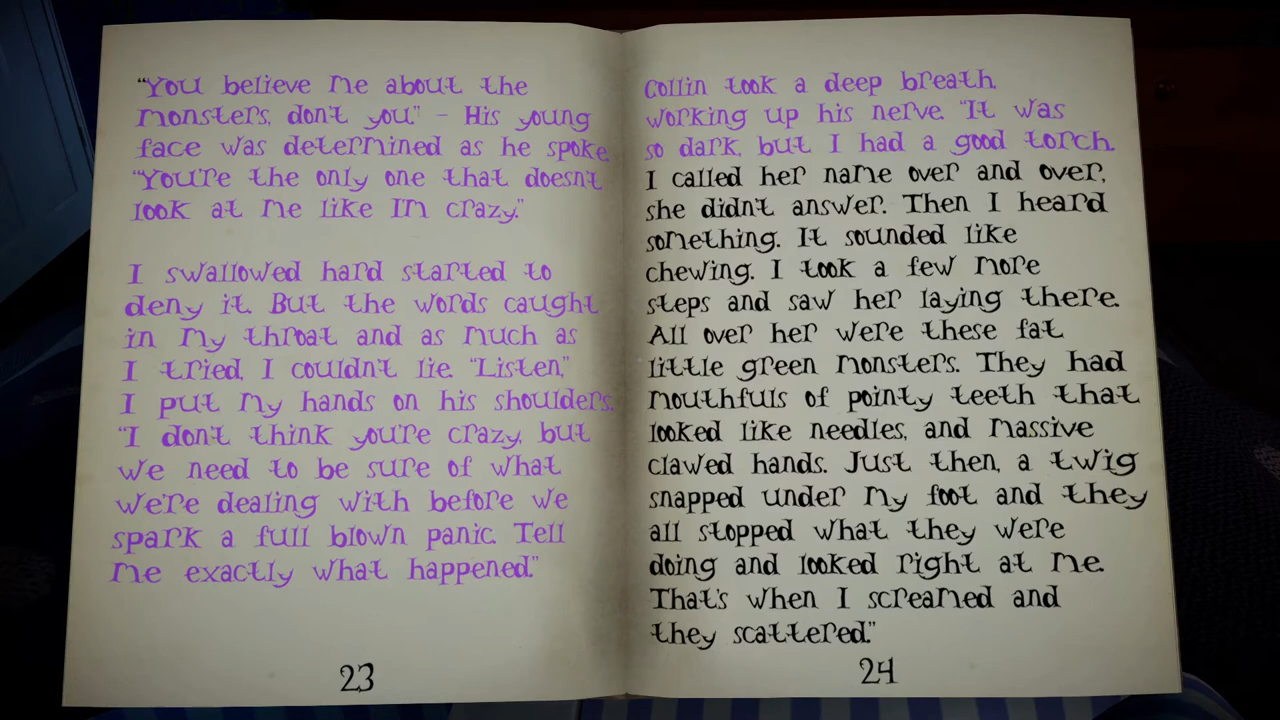 "You believe me about the
monsters, don't you." - His young
face was determined as he spoke.
"You're the only one that doesn't
look at me like I'm crazy."
I swallowed hard started to
deny it. But the words caught
in my throat and as much as
I tried, I couldn't lie. "Listen,"
I put my hands on his shoulders.
"I don't think you're crazy, but
we need to be sure of what
we're dealing with before we
spark a full blown panic. Tell
me exactly what happened."
23
Collin took a deep breath,
working up his nerve. "It was
so dark, but I had a good torch.
I called her name over and over,
she didn't answer. Then I heard
something. It sounded like
chewing. I took a few more
steps and saw her laying there.
All over her were these fat
little green monsters. They had
mouthfuls of pointy teeth that
looked like needles, and massive
clawed hands. Just then, a twig
snapped under my foot and they
all stopped what they were
doing and looked right at me.
That's when I screamed and
they scattered."
24